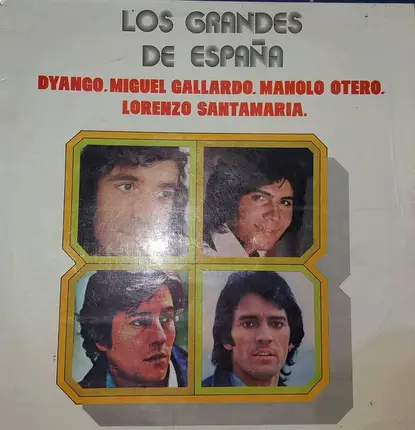 LOS GRANDES
DE ESPAÑA
DYANGO. MIGUEL GALLARDO. MANOLO OTERO.
LORENZO SANTAMARIA.